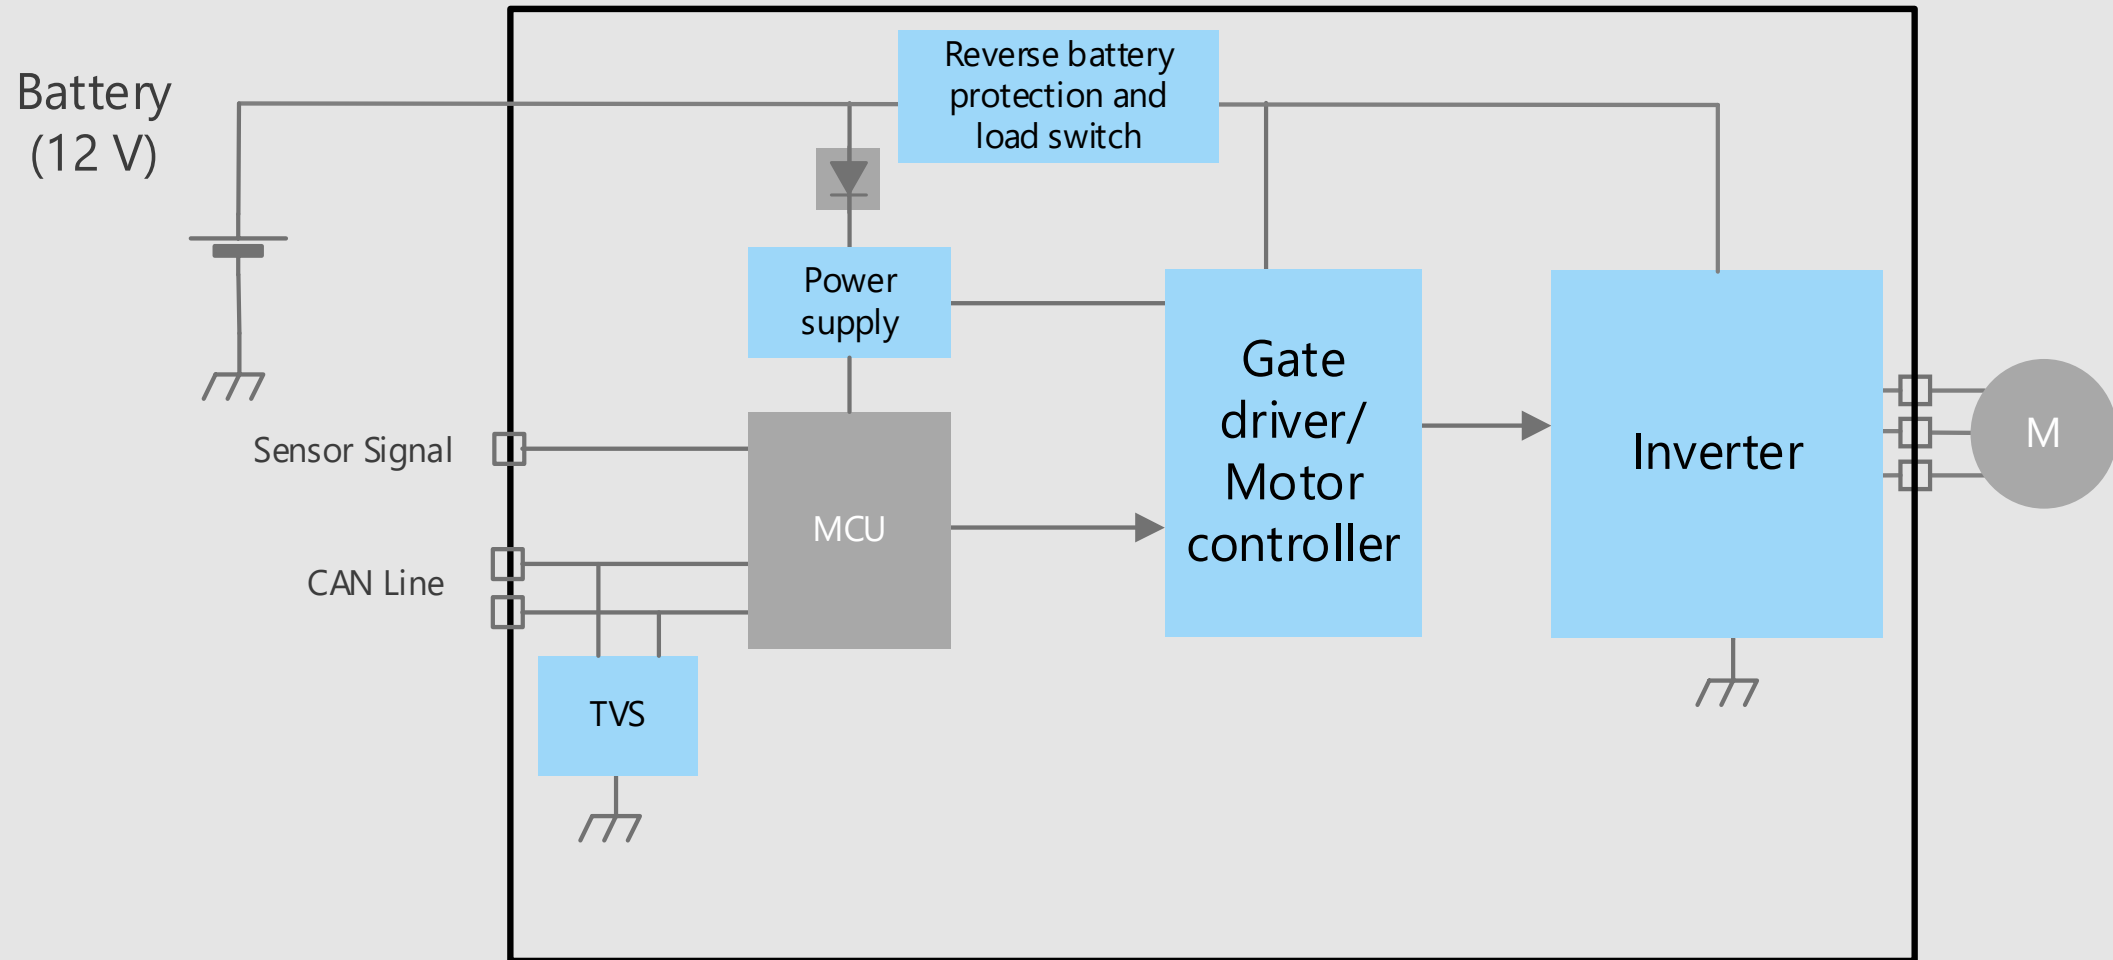 Battery
(12 V)
Reverse battery
protection and
load switch
Power
supply
Gate
driver/
Motor
controller
Inverter
M
Sensor Signal
MCU
CAN Line
TVS